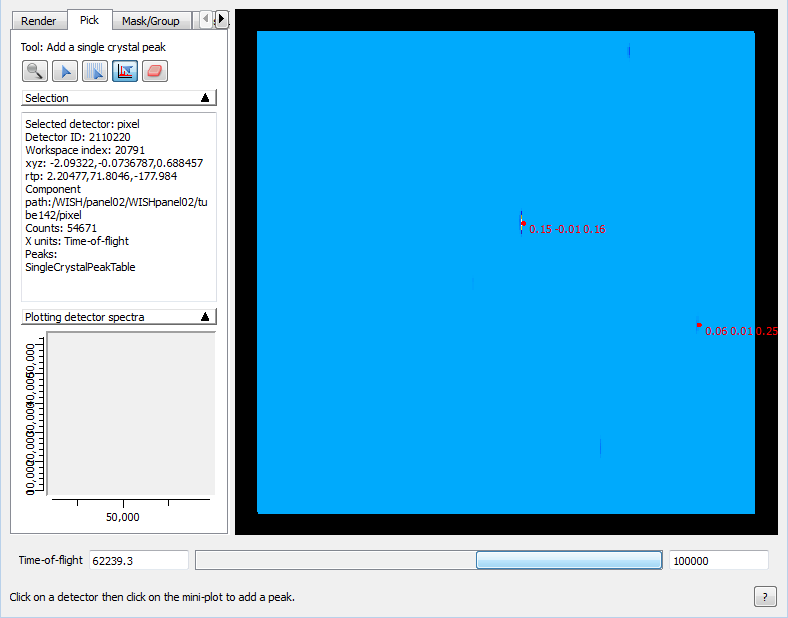 Render Pick Mask/Group
Tool: Add a single crystal peak
Selection
Selected detector: pixel
Detector ID: 2110220
Workspace index: 20791
xyz: -2.09322,-0.0736787,0.688457
rtp: 2.20477,71.8046,-177.984
Component
path:/WISH/panel02/WISHpanel02/tu
be142/pixel
Counts: 54671
X units: Time-of-flight
Peaks:
SingleCrystalPeakTable
Plotting detector spectra
50,000
0.15 -0.01 0.16
0.06 0.01 0.25
Time-of-flight 62239.3 100000
Click on a detector then click on the mini-plot to add a peak. ?